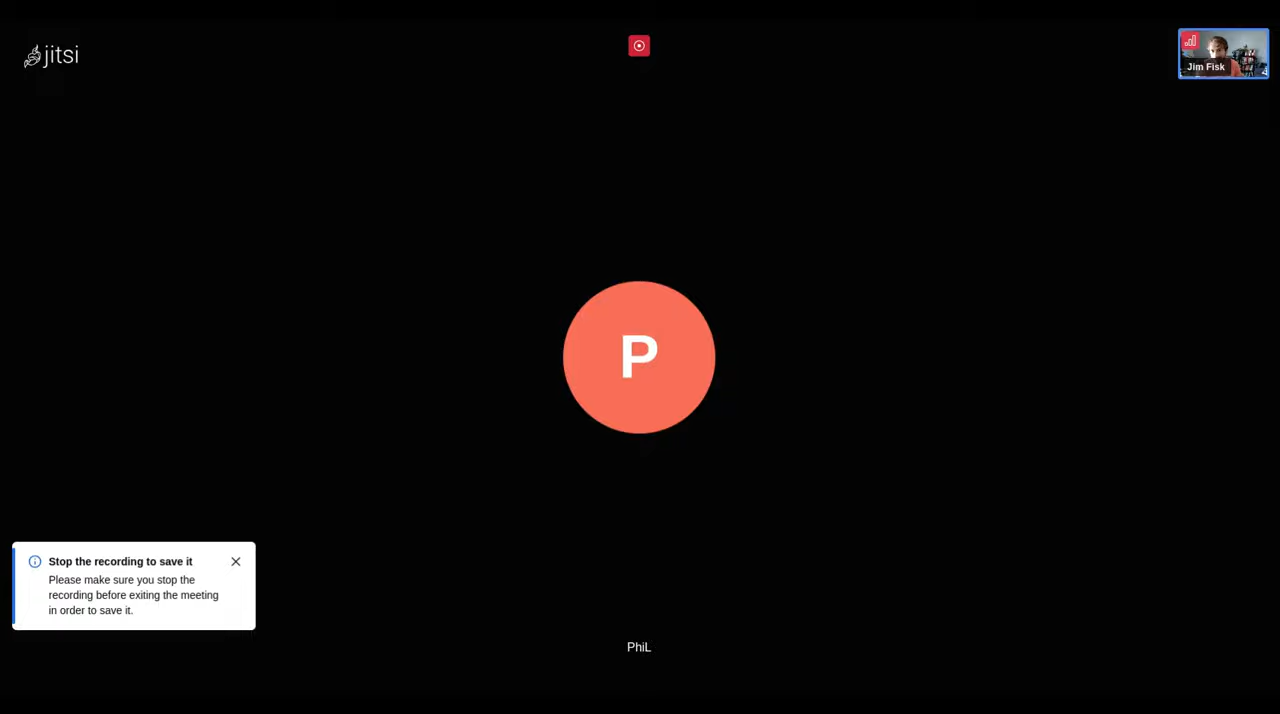 jitsi
Jim Fisk
P
Stop the recording to save it
Please make sure you stop the
recording before exiting the meeting
in order to save it.
PhiL